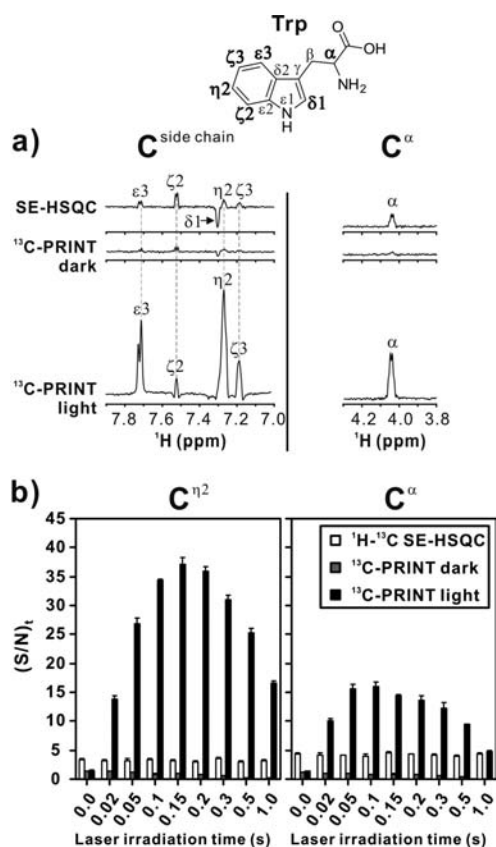 Trp
ζ3
ε3
β
α
O
OH
η2
δ2
γ
NH₂
ζ2
ε2
ε1
δ1
N
H
a)
C^side chain
C^α
SE-HSQC
ε3
ζ2
η2
ζ3
δ1
α
¹³C-PRINT
dark
¹³C-PRINT
light
ε3
ζ2
η2
ζ3
α
7.8 7.6 7.4 7.2 7.0
¹H (ppm)
4.2 4.0 3.8
¹H (ppm)
b)
C^η2
C^α
(S/N)t
45
40
35
30
25
20
15
10
5
0
¹H-¹³C SE-HSQC
¹³C-PRINT dark
¹³C-PRINT light
0.0 0.02 0.05 0.1 0.15 0.2 0.3 0.5 1.0
Laser irradiation time (s)
0.0 0.02 0.05 0.1 0.15 0.2 0.3 0.5 1.0
Laser irradiation time (s)